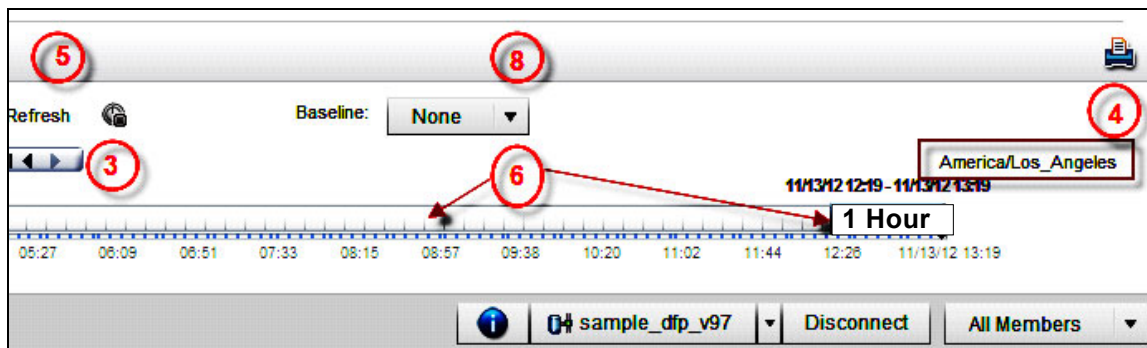 5
8
Refresh
Baseline:
None
4
3
America/Los_Angeles
6
11/13/12 12:19 - 11/13/12 13:19
1 Hour
05:27 06:09 06:51 07:33 08:15 08:57 09:38 10:20 11:02 11:44 12:26 11/13/12 13:19
sample_dfp_v97
Disconnect
All Members